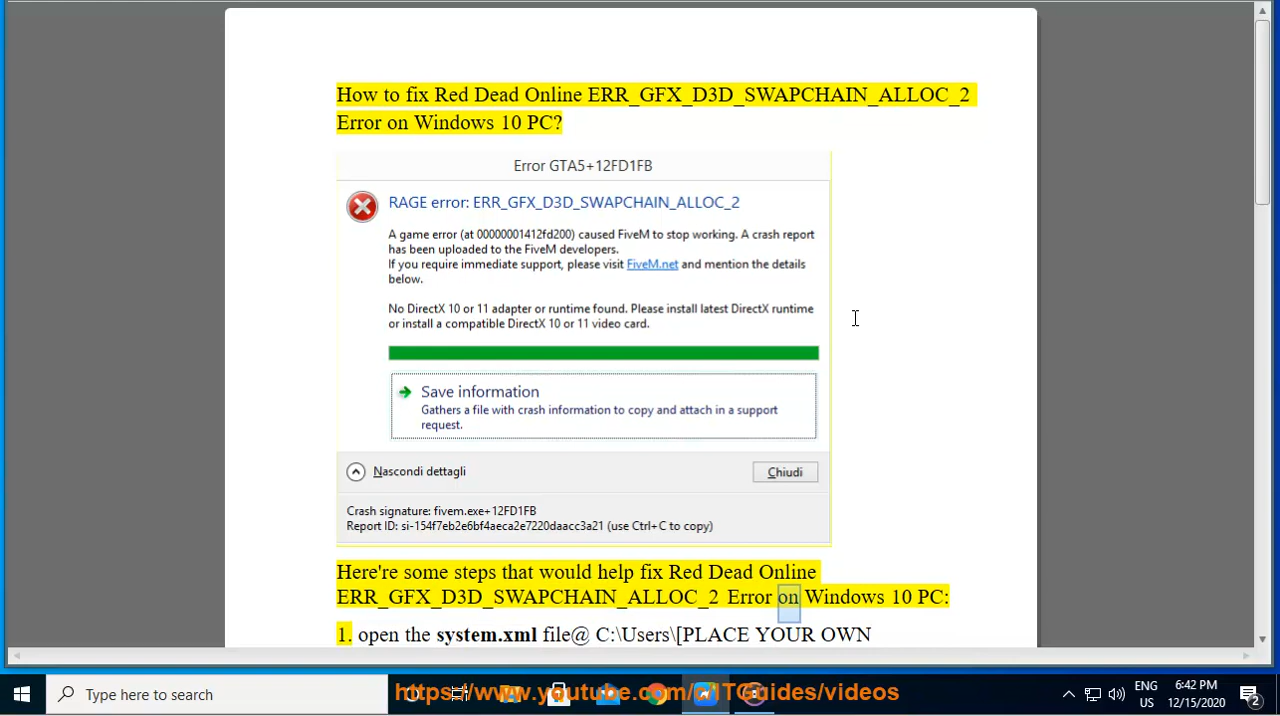 How to fix Red Dead Online ERR_GFX_D3D_SWAPCHAIN_ALLOC_2
Error on Windows 10 PC?
Error GTA5+12FD1FB
RAGE error: ERR_GFX_D3D_SWAPCHAIN_ALLOC_2
A game error (at 00000001412fd200) caused FiveM to stop working. A crash report
has been uploaded to the FiveM developers.
If you require immediate support, please visit FiveM.net and mention the details
below.
No DirectX 10 or 11 adapter or runtime found. Please install latest DirectX runtime
or install a compatible DirectX 10 or 11 video card.
Save information
Gathers a file with crash information to copy and attach in a support
request.
Nascondi dettagli
Chiudi
Crash signature: fivem.exe+12FD1FB
Report ID: si-154f7eb2e6bf4aeca2e7220daacc3a21 (use Ctrl+C to copy)
Here're some steps that would help fix Red Dead Online
ERR_GFX_D3D_SWAPCHAIN_ALLOC_2 Error on Windows 10 PC:
1. open the system.xml file@ C:\Users\[PLACE YOUR OWN
Type here to search
https://www.youtube.com/c/ITGuides/videos
ENG
US
6:42 PM
12/15/2020
2